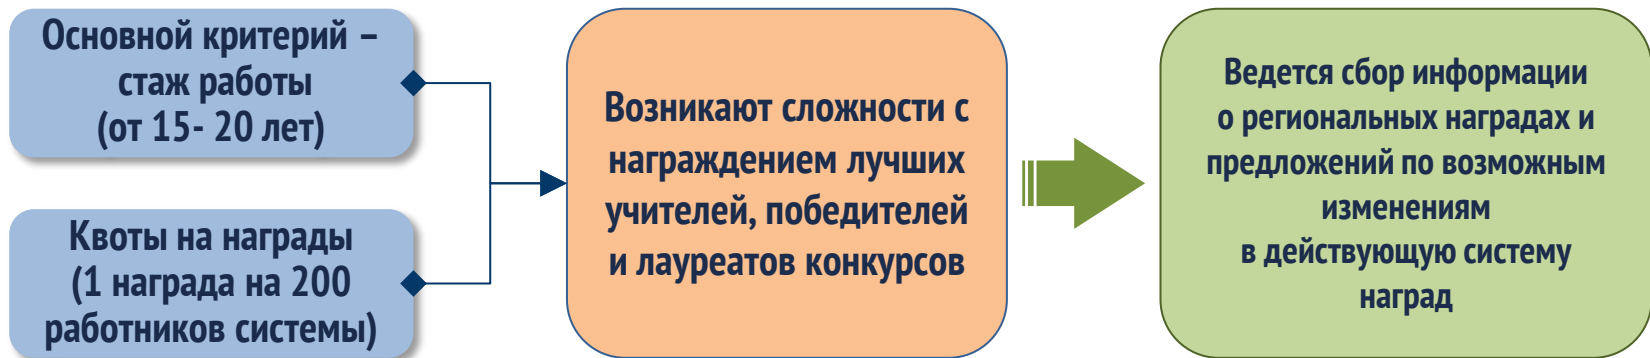 Основной критерий –
стаж работы
(от 15- 20 лет)
Квоты на награды
(1 награда на 200
работников системы)
Возникают сложности с
награждением лучших
учителей, победителей
и лауреатов конкурсов
Ведется сбор информации
о региональных наградах и
предложений по возможным
изменениям
в действующую систему
наград